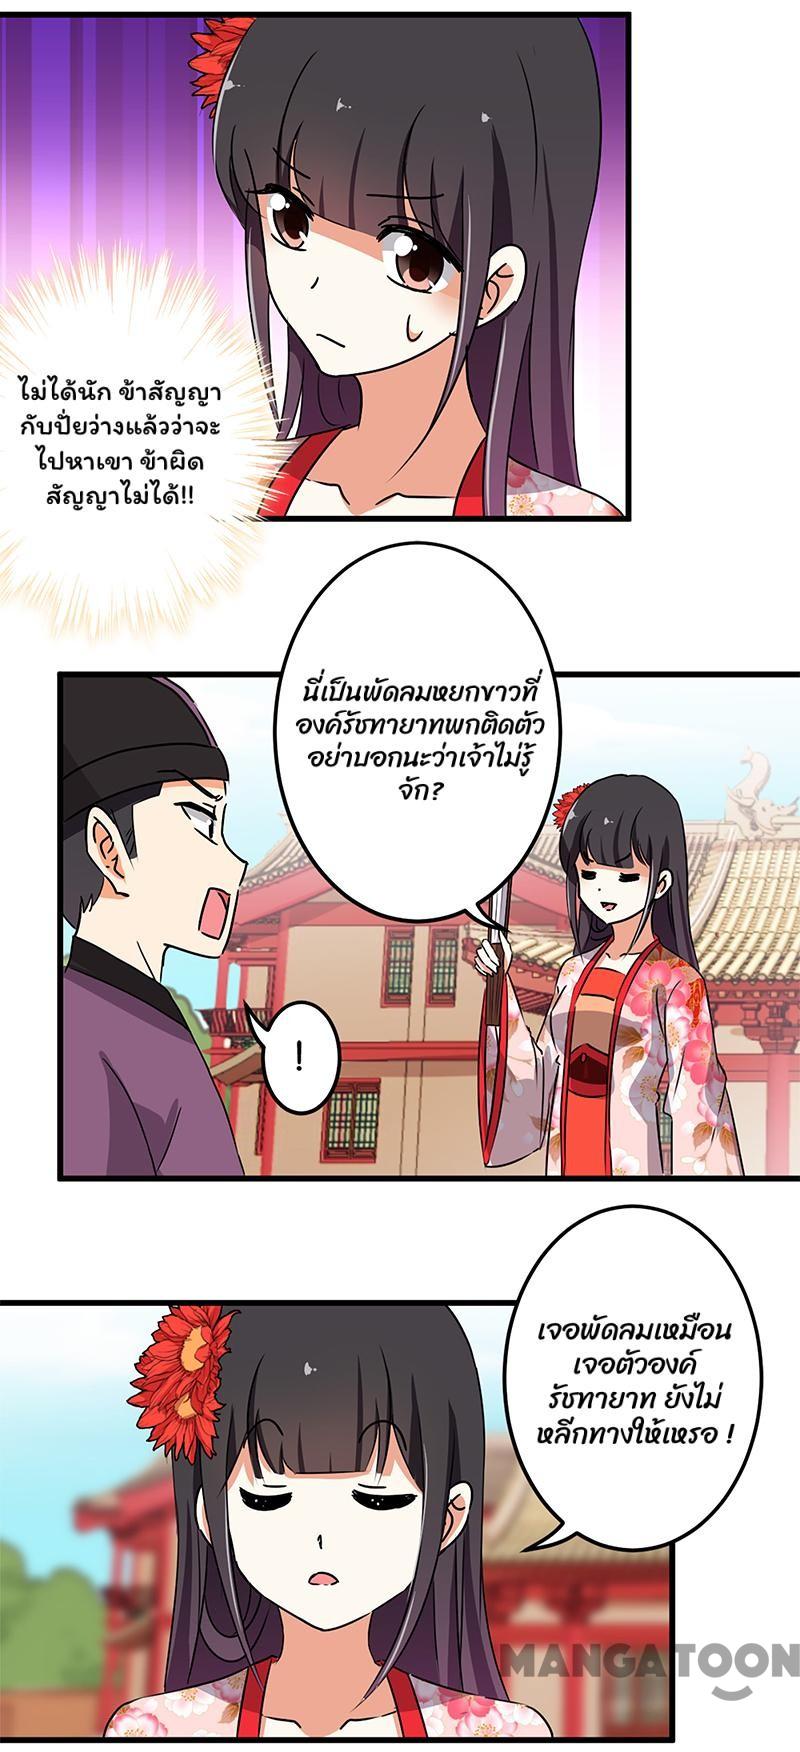 ไม่ได้นัก ข้าสัญญา
กับปั่ยว่างแล้วว่าจะ
ไปหาเขา ข้าผิด
สัญญาไม่ได้!!
นี่เป็นพัดลมหยกขาวที่
องค์รัชทายาทพกติดตัว
อย่าบอกนะว่าเจ้าไม่รู้
จัก?
!
เจอพัดลมเหมือน
เจอตัวองค์
รัชทายาท ยังไม่
หลีกทางให้เหรอ !
MANGATOON